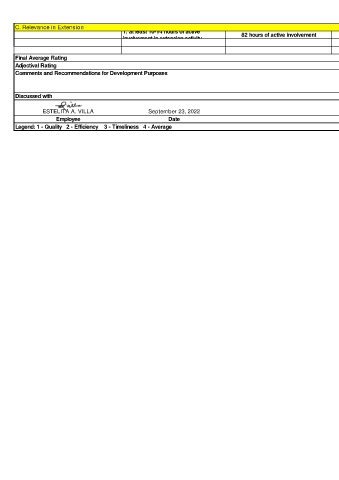 C. Relevance in Extension
1. at least 10-14 hours of active
involvement in extension activity
82 hours of active involvement
Final Average Rating
Adjectival Rating
Comments and Recommendations for Development Purposes
Discussed with
ESTELITA A. VILLA
September 23, 2022
Employee
Date
Legend: 1 - Quality 2 - Efficiency 3 - Timeliness 4 - Average